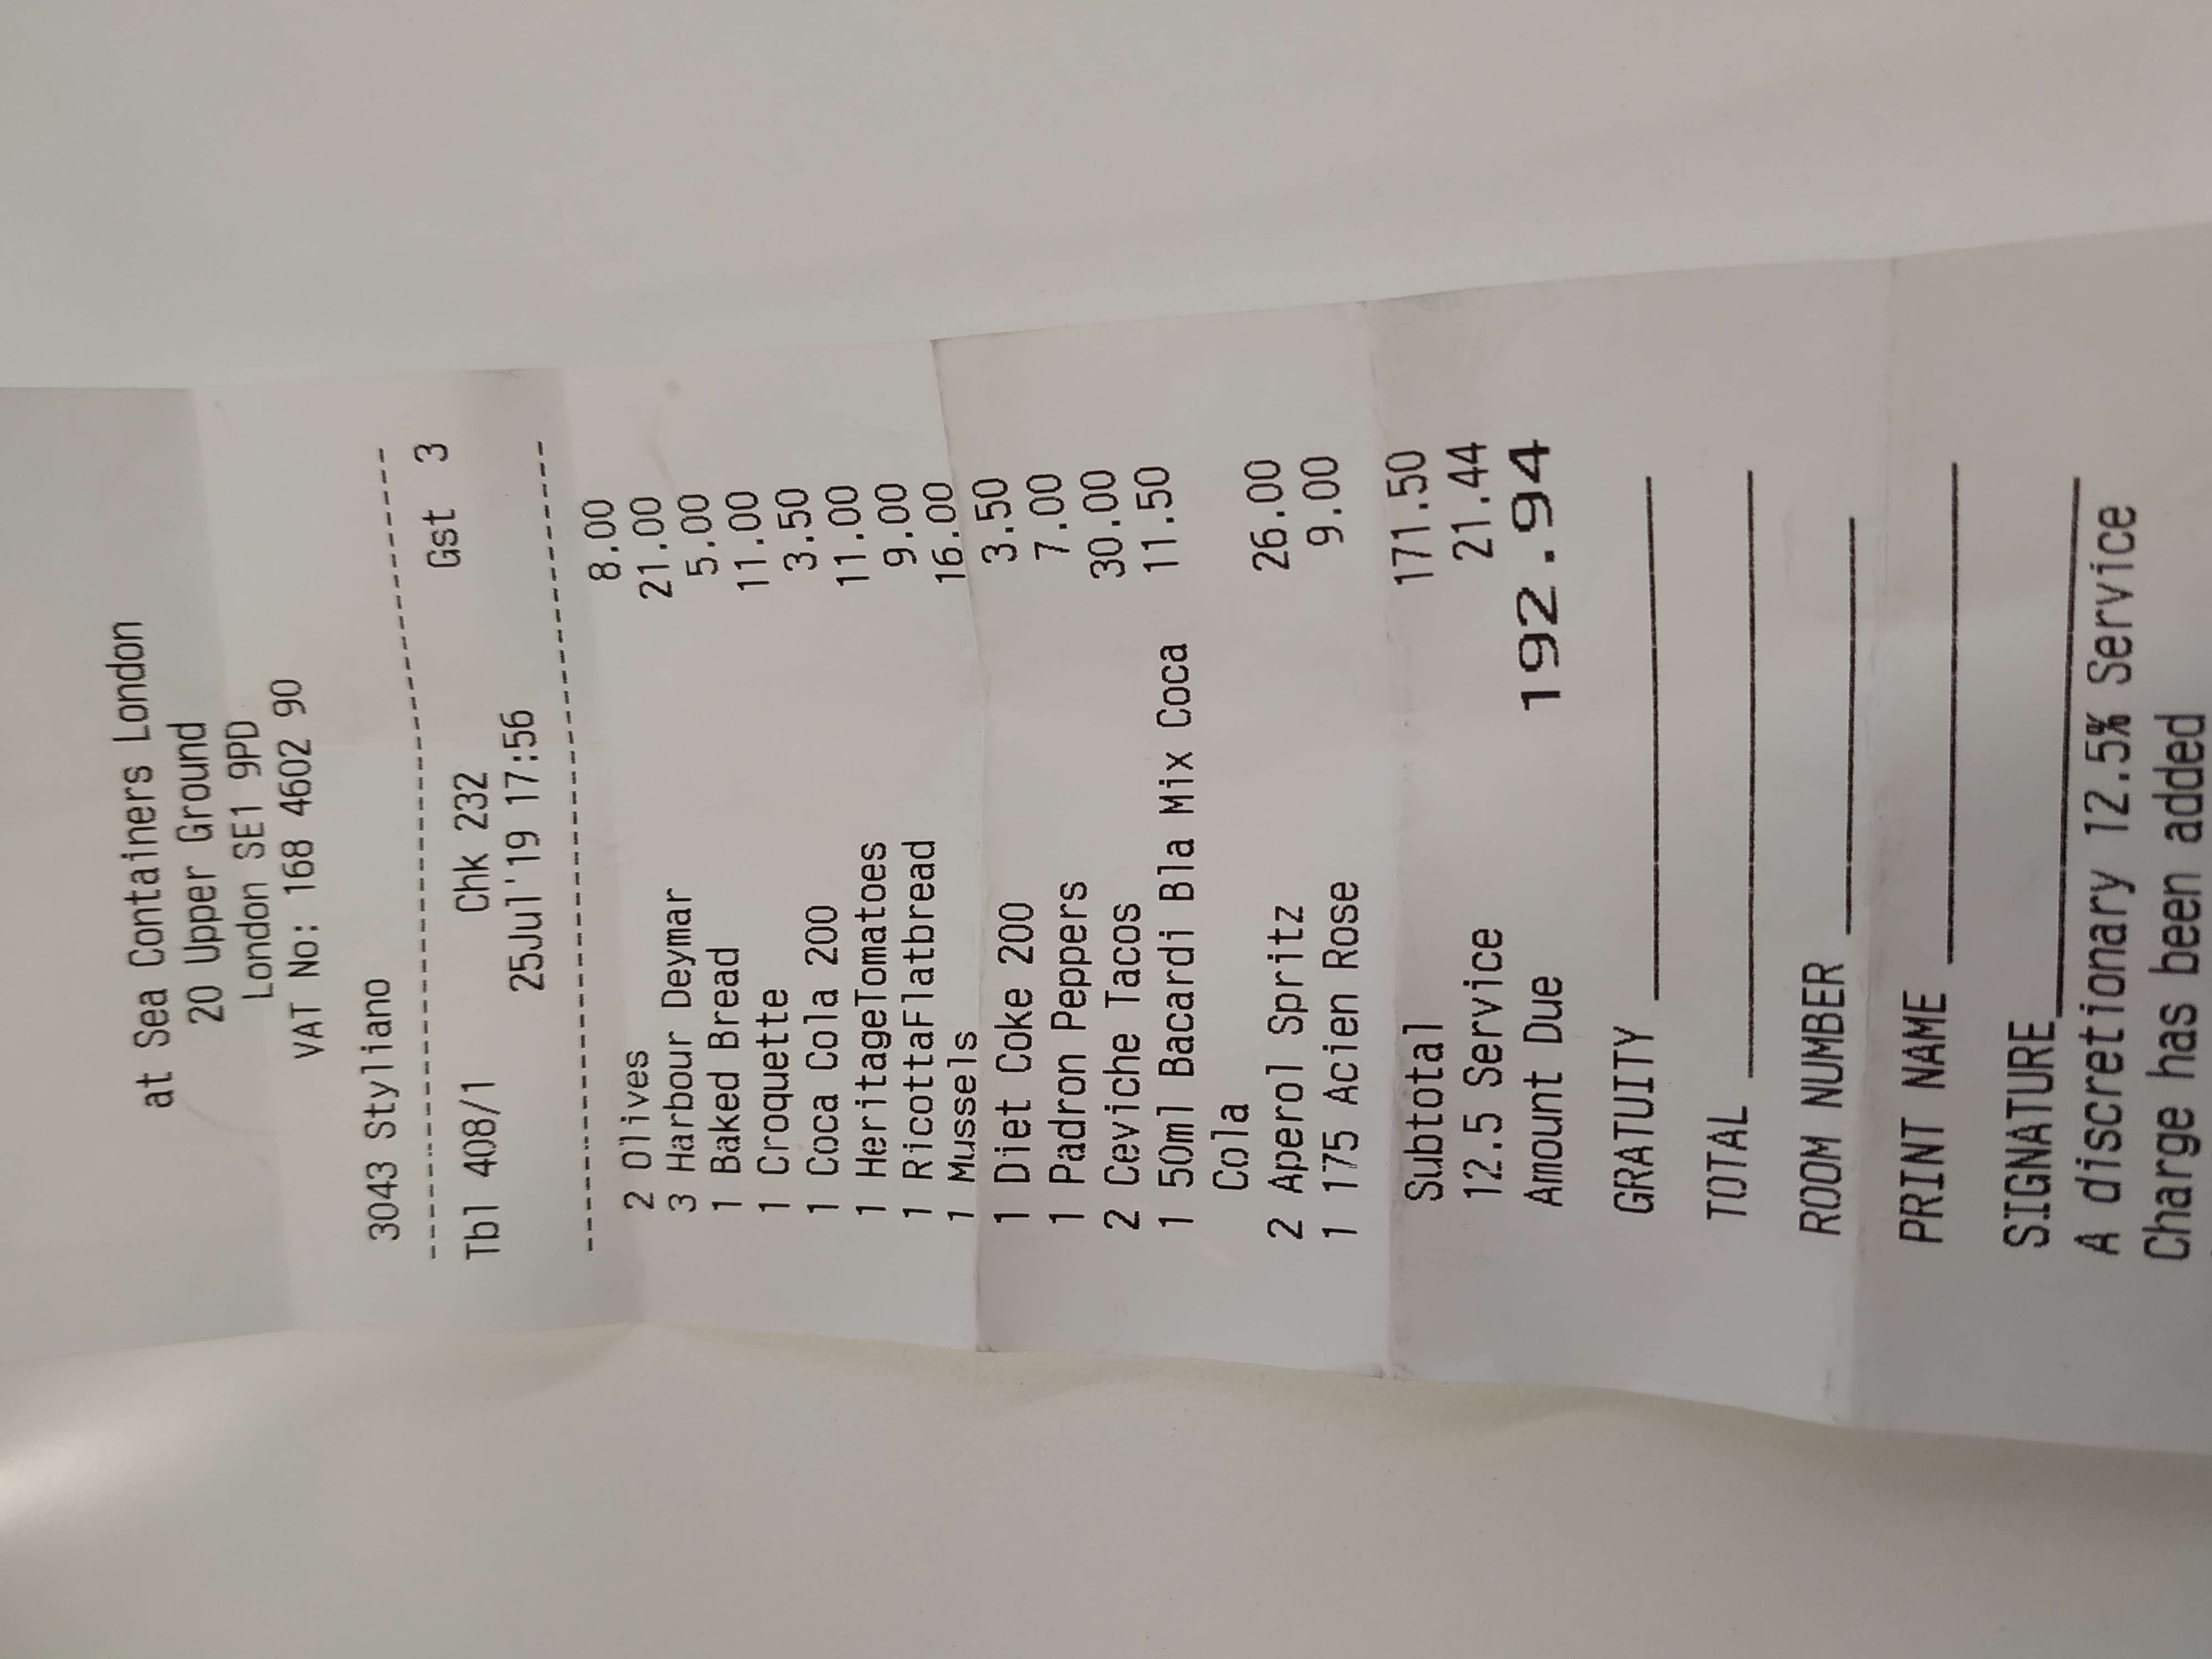 at Sea Containers London
20 Upper Ground
London SE1 9PD
VAT No: 168 4602 90
3043 Styliano
Tbl 408/1 Chk 232 Gst 3
25Jul'19 17:56
2 Olives 8.00
3 Harbour Deymar 21.00
1 Baked Bread 5.00
1 Croquette 11.00
1 Coca Cola 200 3.50
1 HeritageTomatoes 11.00
1 RicottaFlatbread 9.00
1 Mussels 16.00
1 Diet Coke 200 3.50
1 Padron Peppers 7.00
2 Ceviche Tacos 30.00
1 50ml Bacardi Bla Mix Coca 11.50
Cola
2 Aperol Spritz 26.00
1 175 Acien Rose 9.00
Subtotal 171.50
12.5 Service 21.44
Amount Due 192.94
GRATUITY
TOTAL
ROOM NUMBER
PRINT NAME
SIGNATURE
A discretionary 12.5% Service
Charge has been added